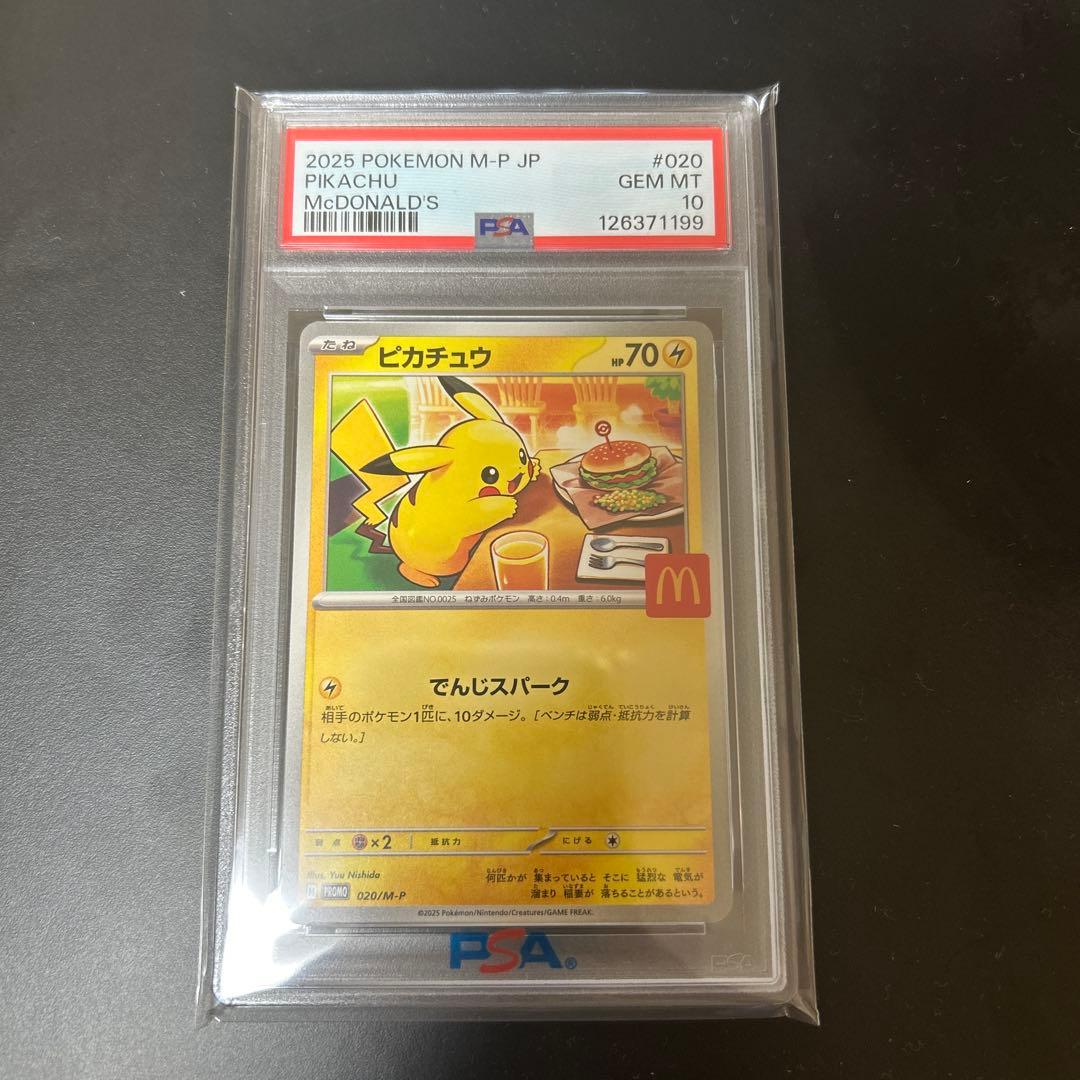 2025 POKEMON M-P JP #020
PIKACHU GEM MT
McDONALD'S 10
PSA 126371199
たね ピカチュウ HP70
全国図鑑NO.0025 ねずみポケモン 高さ:0.4m 重さ:6.0kg
でんじスパーク
相手のポケモン1匹に、10ダメージ。[ベンチは弱点・抵抗力を計算
しない。]
弱点 ×2 抵抗力 にげる
Illus. Yuu Nishida
何匹かが 集まっていると そこに 猛烈な 電気が
溜まり 稲妻が 落ちることがあるという。
PROMO 020/M-P
©2025 Pokémon/Nintendo/Creatures/GAME FREAK.
PSA®